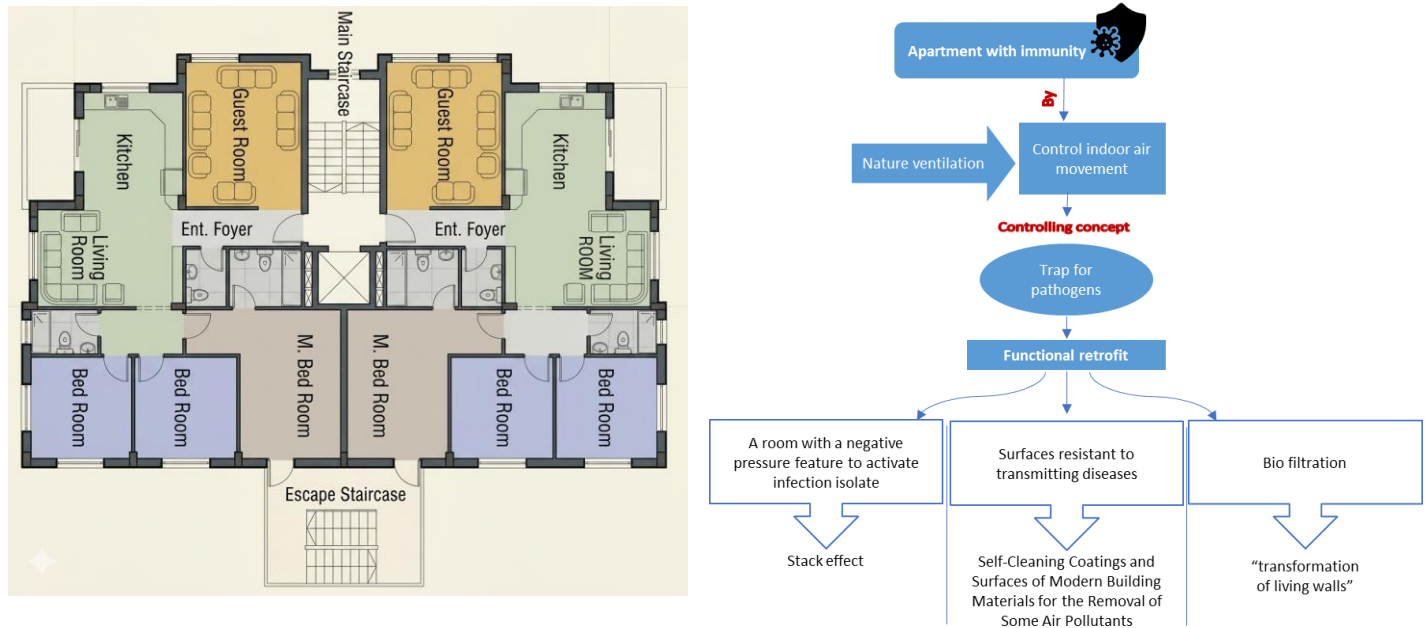 Main Staircase
Guest Room
Guest Room
Kitchen
Kitchen
Ent. Foyer
Ent. Foyer
Living
Room
Living
ROOM
M. Bed Room
M. Bed Room
Bed Room
Bed Room
Bed Room
Bed Room
Escape Staircase
Apartment with immunity
By
Nature ventilation
Control indoor air
movement
Controlling concept
Trap for
pathogens
Functional retrofit
A room with a negative
pressure feature to activate
infection isolate
Stack effect
Surfaces resistant to
transmitting diseases
Self-Cleaning Coatings and
Surfaces of Modern Building
Materials for the Removal of
Some Air Pollutants
Bio filtration
“transformation
of living walls”